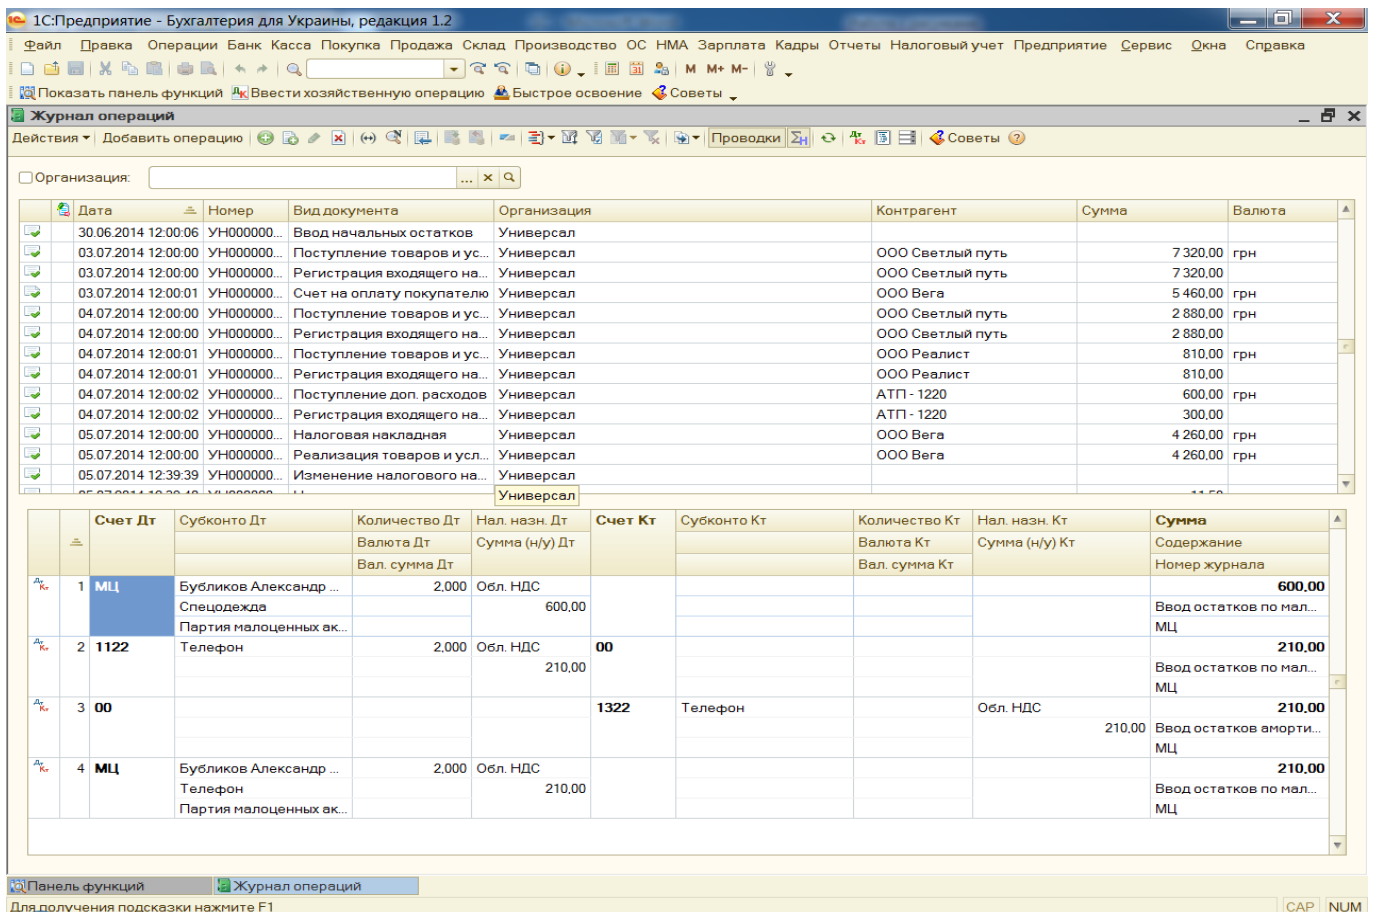 1С:Предприятие - Бухгалтерия для Украины, редакция 1.2
Файл Правка Операции Банк Касса Покупка Продажа Склад Производство ОС НМА Зарплата Кадры Отчеты Налоговый учет Предприятие Сервис Окна Справка
M M+ M-
Показать панель функций Ввести хозяйственную операцию Быстрое освоение Советы
Журнал операций
Действия Добавить операцию Проводки Советы
Организация: ...
Дата Номер Вид документа Организация Контрагент Сумма Валюта
30.06.2014 12:00:06 УН000000... Ввод начальных остатков Универсал
03.07.2014 12:00:00 УН000000... Поступление товаров и ус... Универсал ООО Светлый путь 7 320,00 грн
03.07.2014 12:00:00 УН000000... Регистрация входящего на... Универсал ООО Светлый путь 7 320,00
03.07.2014 12:00:01 УН000000... Счет на оплату покупателю Универсал ООО Вега 5 460,00 грн
04.07.2014 12:00:00 УН000000... Поступление товаров и ус... Универсал ООО Светлый путь 2 880,00 грн
04.07.2014 12:00:00 УН000000... Регистрация входящего на... Универсал ООО Светлый путь 2 880,00
04.07.2014 12:00:01 УН000000... Поступление товаров и ус... Универсал ООО Реалист 810,00 грн
04.07.2014 12:00:01 УН000000... Регистрация входящего на... Универсал ООО Реалист 810,00
04.07.2014 12:00:02 УН000000... Поступление доп. расходов Универсал АТП - 1220 600,00 грн
04.07.2014 12:00:02 УН000000... Регистрация входящего на... Универсал АТП - 1220 300,00
05.07.2014 12:00:00 УН000000... Налоговая накладная Универсал ООО Вега 4 260,00 грн
05.07.2014 12:00:00 УН000000... Реализация товаров и усл... Универсал ООО Вега 4 260,00 грн
05.07.2014 12:39:39 УН000000... Изменение налогового на... Универсал
Универсал
Счет Дт Субконто Дт Количество Дт Нал. назн. Дт Счет Кт Субконто Кт Количество Кт Нал. назн. Кт Сумма
Валюта Дт Сумма (н/у) Дт Валюта Кт Сумма (н/у) Кт Содержание
Вал. сумма Дт Вал. сумма Кт Номер журнала
1 МЦ Бубликов Александр ... 2,000 Обл. НДС 600,00
Спецодежда 600,00 Ввод остатков по мал...
Партия малоценных ак... МЦ
2 1122 Телефон 2,000 Обл. НДС 00 210,00
210,00 Ввод остатков по мал...
МЦ
3 00 1322 Телефон Обл. НДС 210,00
210,00 Ввод остатков аморти...
МЦ
4 МЦ Бубликов Александр ... 2,000 Обл. НДС 210,00
Телефон 210,00 Ввод остатков по мал...
Партия малоценных ак... МЦ
Панель функций Журнал операций
Для получения подсказки нажмите F1 CAP NUM